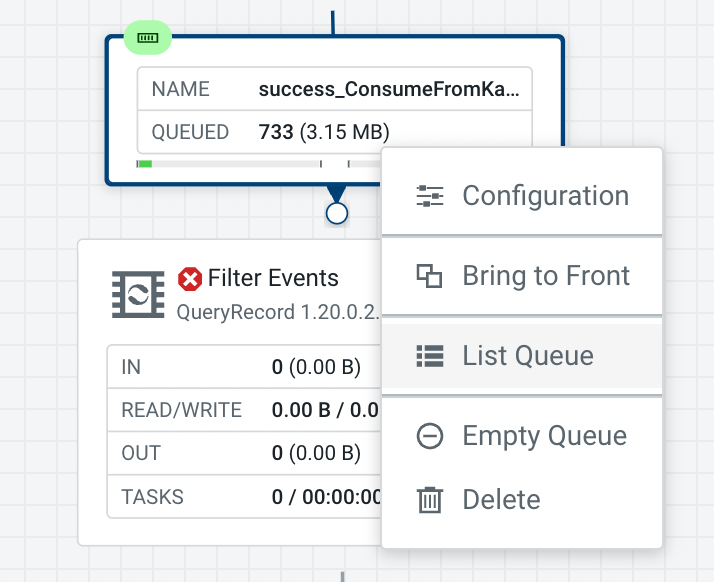 NAME success_ConsumeFromKa...
QUEUED 733 (3.15 MB)
Configuration
Bring to Front
List Queue
Empty Queue
Delete
Filter Events
QueryRecord 1.20.0.2.
IN 0 (0.00 B)
READ/WRITE 0.00 B / 0.0
OUT 0 (0.00 B)
TASKS 0 / 00:00:00